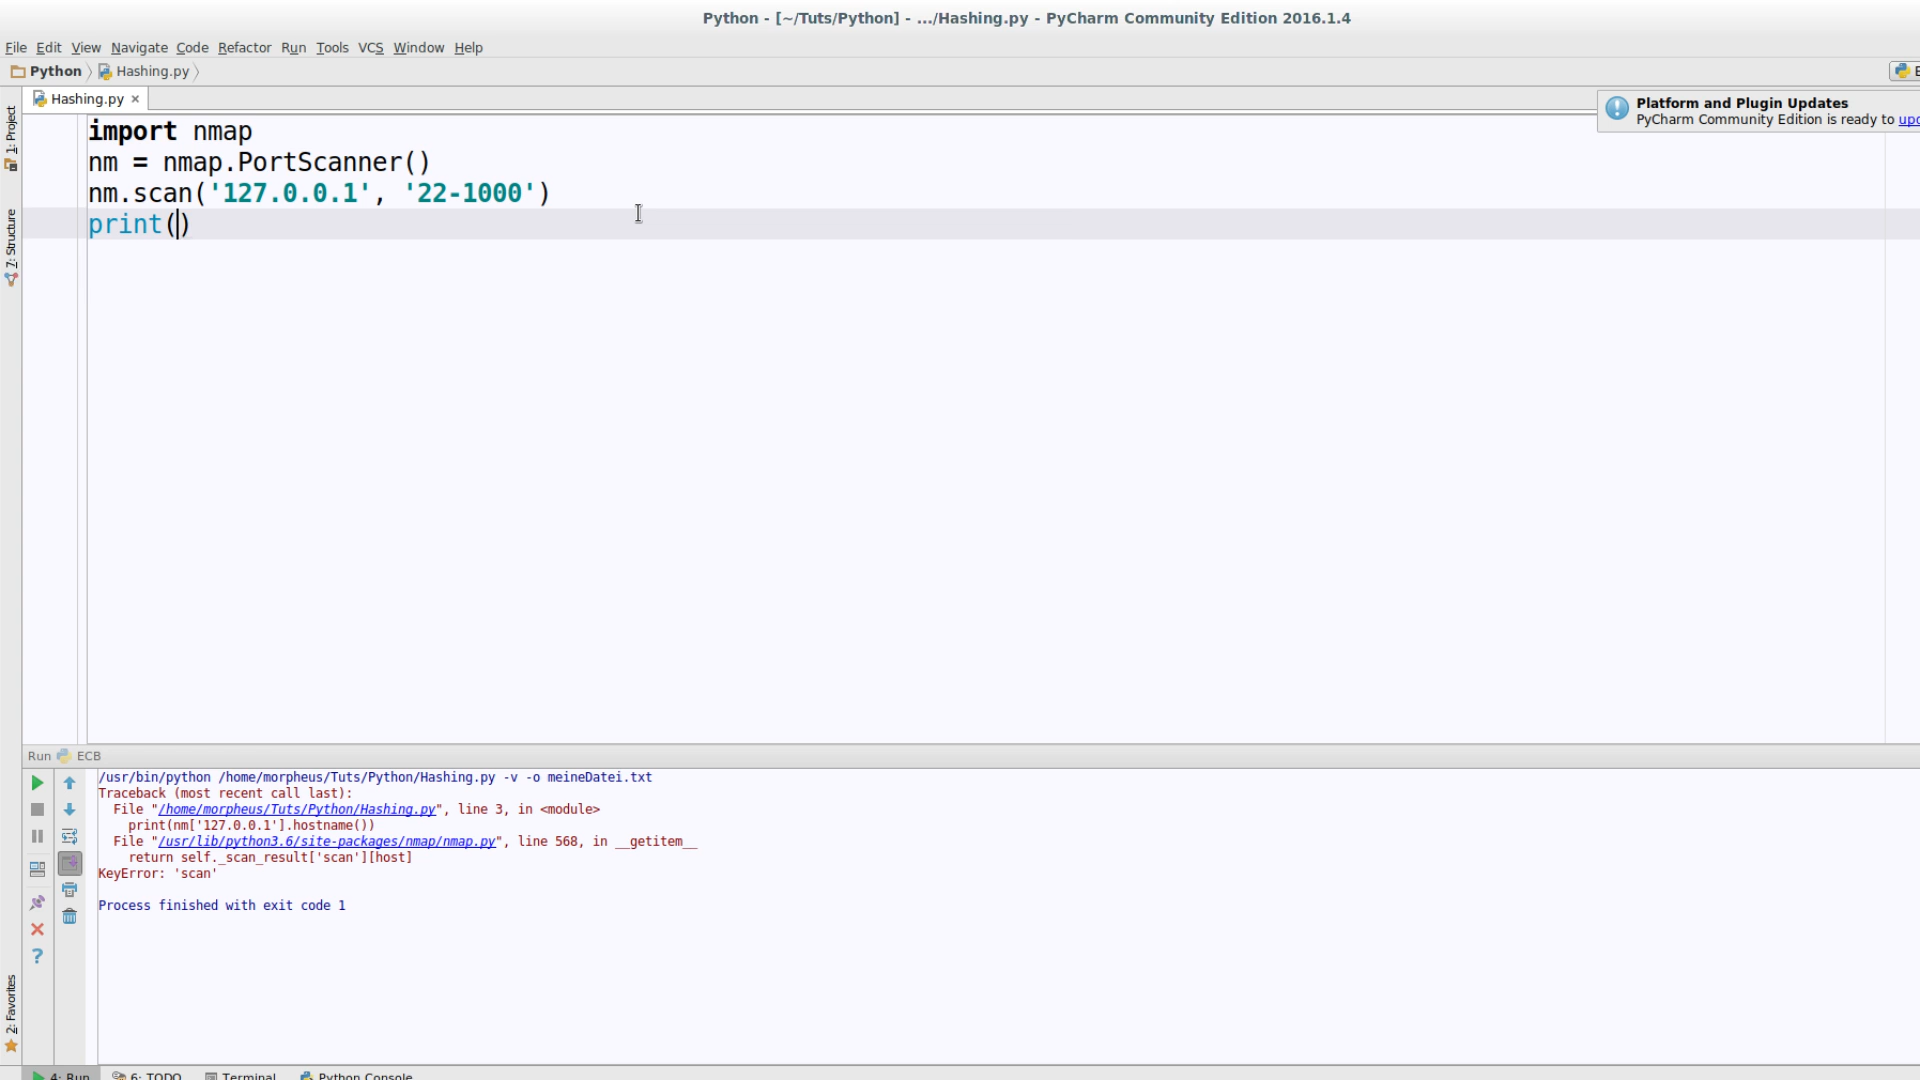 Python - [~/Tuts/Python] - .../Hashing.py - PyCharm Community Edition 2016.1.4
File Edit View Navigate Code Refactor Run Tools VCS Window Help
Python Hashing.py
Hashing.py
Platform and Plugin Updates
PyCharm Community Edition is ready to
1: Project
7: Structure
import nmap
nm = nmap.PortScanner()
nm.scan('127.0.0.1', '22-1000')
print()
Run ECB
/usr/bin/python /home/morpheus/Tuts/Python/Hashing.py -v -o meineDatei.txt
Traceback (most recent call last):
File "/home/morpheus/Tuts/Python/Hashing.py", line 3, in <module>
print(nm['127.0.0.1'].hostname())
File "/usr/lib/python3.6/site-packages/nmap/nmap.py", line 568, in __getitem__
return self._scan_result['scan'][host]
KeyError: 'scan'
Process finished with exit code 1
2: Favorites
4: Run 6: TODO Terminal Python Console